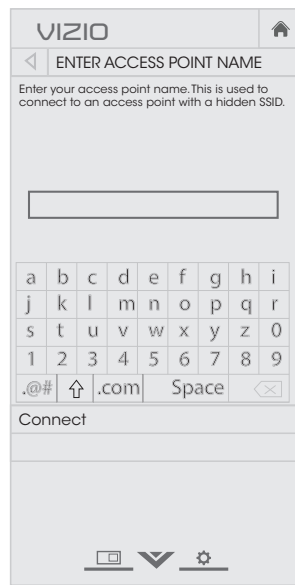 VIZIO
ENTER ACCESS POINT NAME
Enter your access point name. This is used to
connect to an access point with a hidden SSID.
a b c d e f g h i
j k l m n o p q r
s t u v w x y z 0
1 2 3 4 5 6 7 8 9
.@# .com Space
Connect